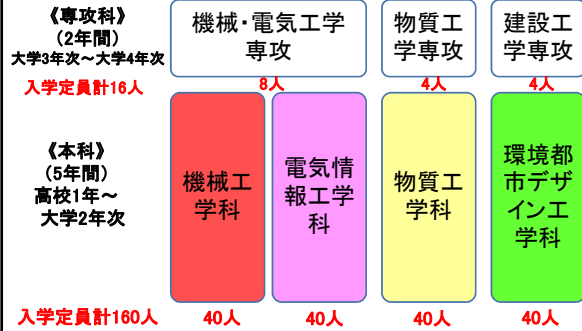 《専攻科》
(2年間)
大学3年次～大学4年次
入学定員計16人
機械・電気工学
専攻
8人
物質工
学専攻
4人
建設工
学専攻
4人
《本科》
(5年間)
高校1年～
大学2年次
入学定員計160人
機械工
学科
40人
電気情
報工学
科
40人
物質工
学科
40人
環境都
市デザ
イン工
学科
40人